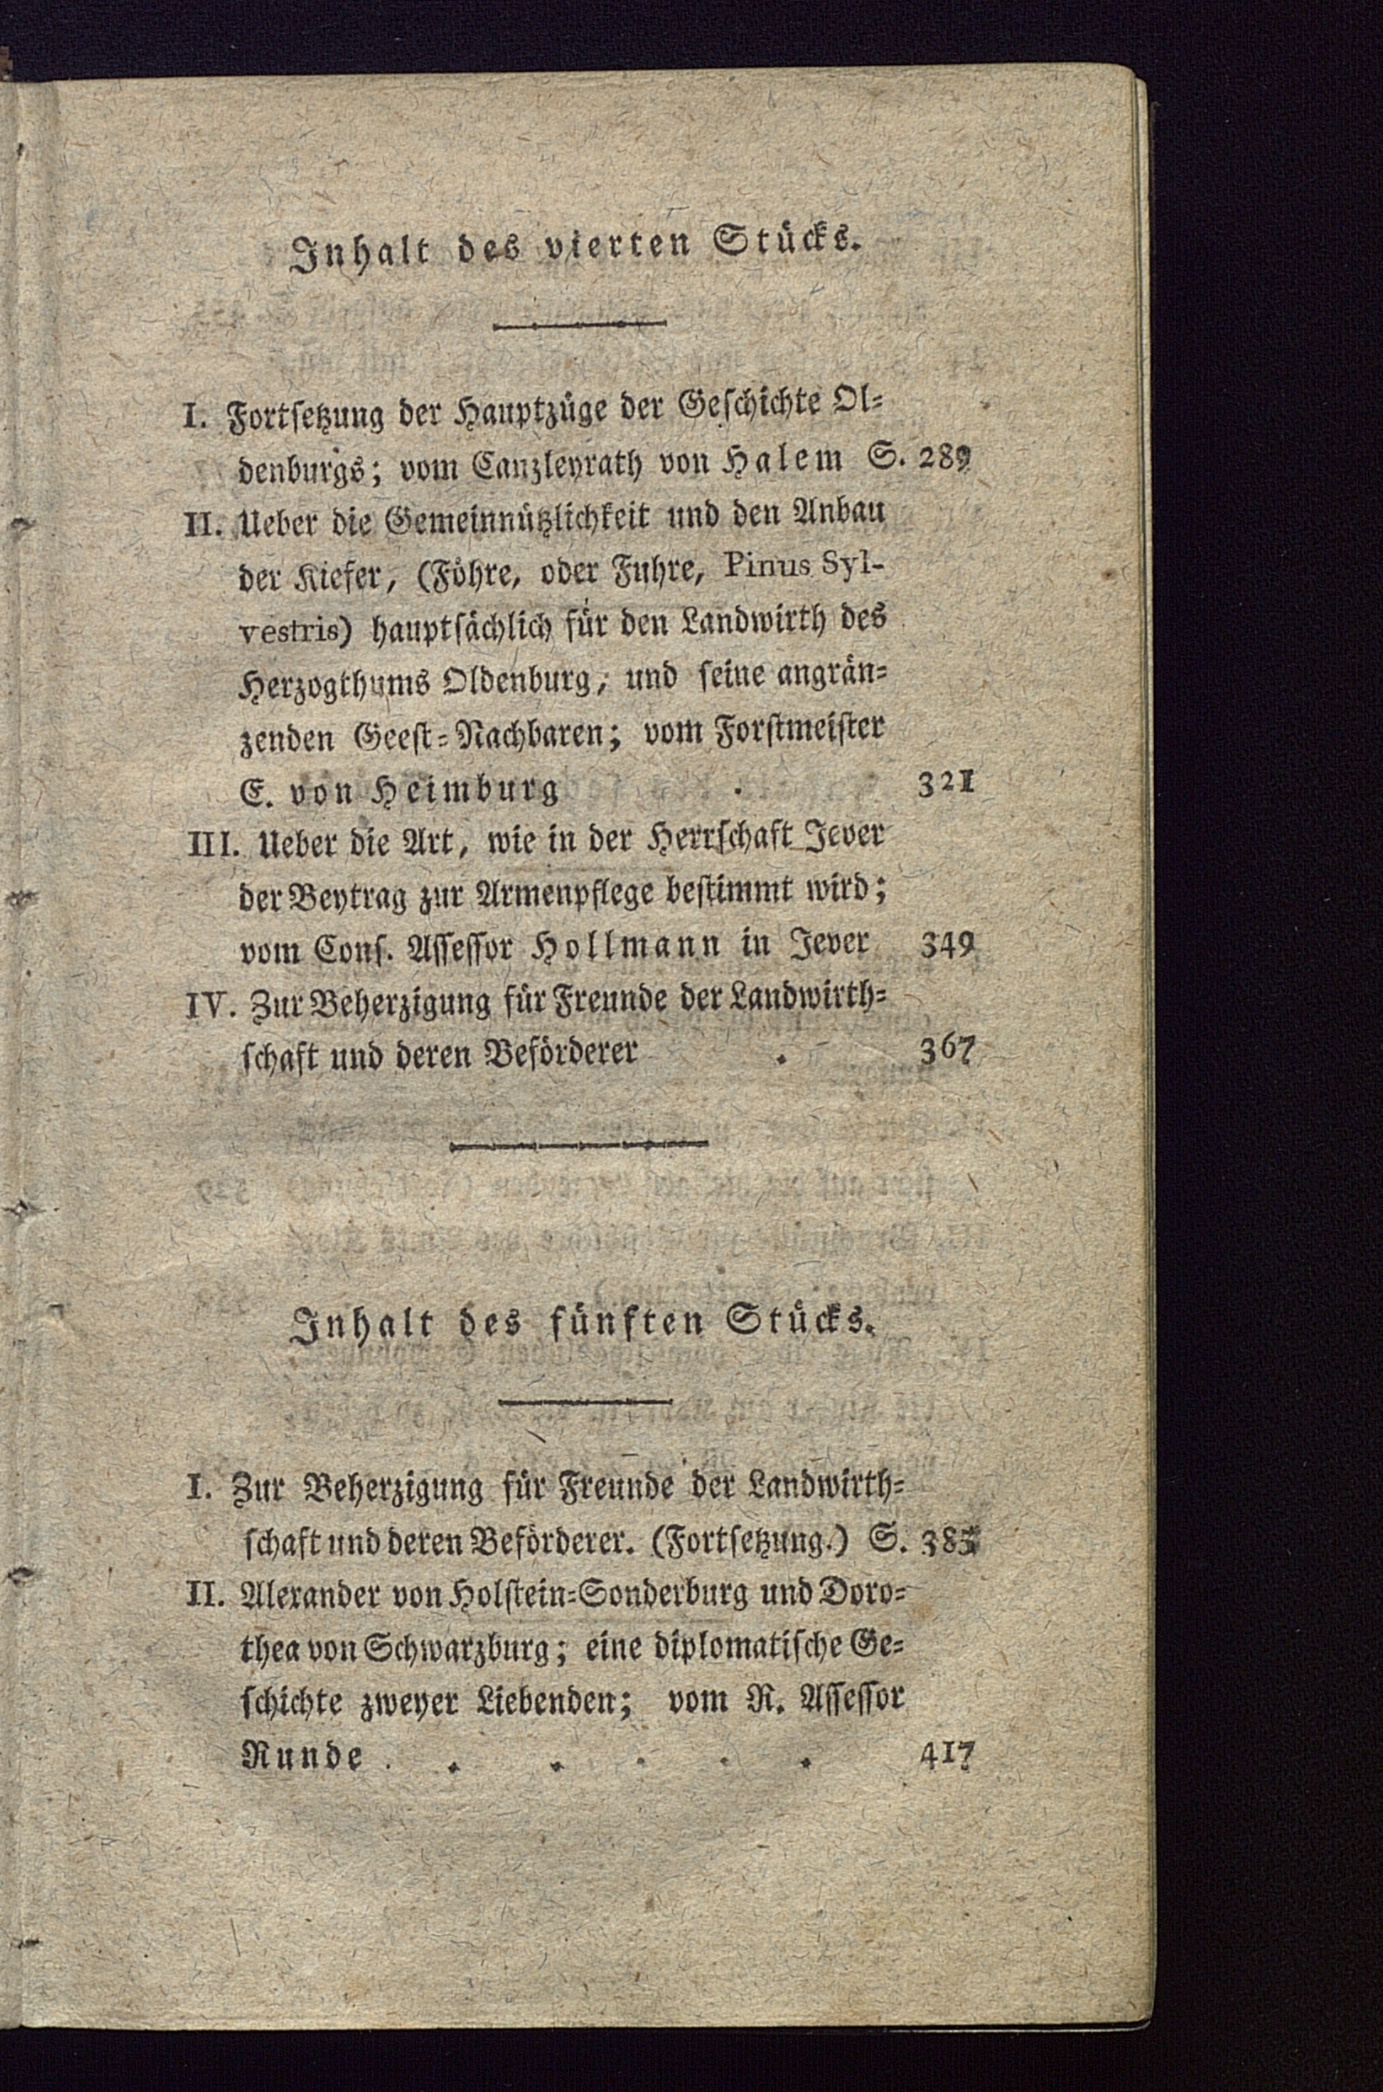 Inhalt des vierten Stücks.
I. Fortsetzung der Hauptzüge der Geschichte Ol-
denburgs; vom Canzleyrath von Halem S. 289
II. Ueber die Gemeinnützlichkeit und den Anbau
der Kiefer, (Föhre, oder Fuhre, Pinus Syl-
vestris) hauptsächlich für den Landwirth des
Herzogthums Oldenburg, und seine angrän-
zenden Geest-Nachbaren; vom Forstmeister
E. von Heimburg . 321
III. Ueber die Art, wie in der Herrschaft Jever
der Beytrag zur Armenpflege bestimmt wird;
vom Cons. Assessor Hollmann in Jever 349
IV. Zur Beherzigung für Freunde der Landwirth-
schaft und deren Beförderer . 367
Inhalt des fünften Stücks.
I. Zur Beherzigung für Freunde der Landwirth-
schaft und deren Beförderer. (Fortsetzung.) S. 385
II. Alexander von Holstein-Sonderburg und Doro-
thea von Schwarzburg; eine diplomatische Ge-
schichte zweyer Liebenden; vom R. Assessor
Runde . . . . . . 417